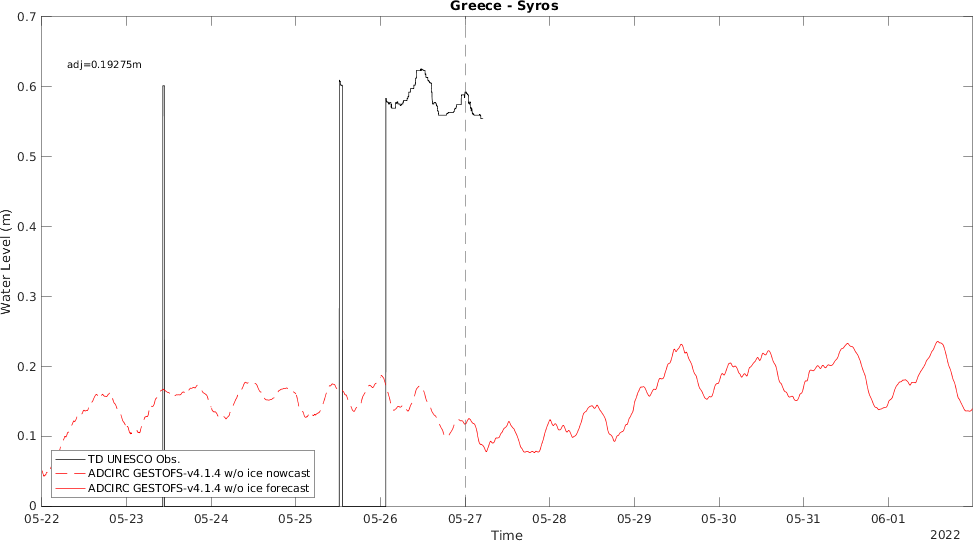 Greece - Syros
0.7
0.6
0.5
0.4
0.3
0.2
0.1
0
Water Level (m)
adj=0.19275m
TD UNESCO Obs.
ADCIRC GESTOFS-v4.1.4 w/o ice nowcast
ADCIRC GESTOFS-v4.1.4 w/o ice forecast
05-22 05-23 05-24 05-25 05-26 05-27 05-28 05-29 05-30 05-31 06-01
Time
2022